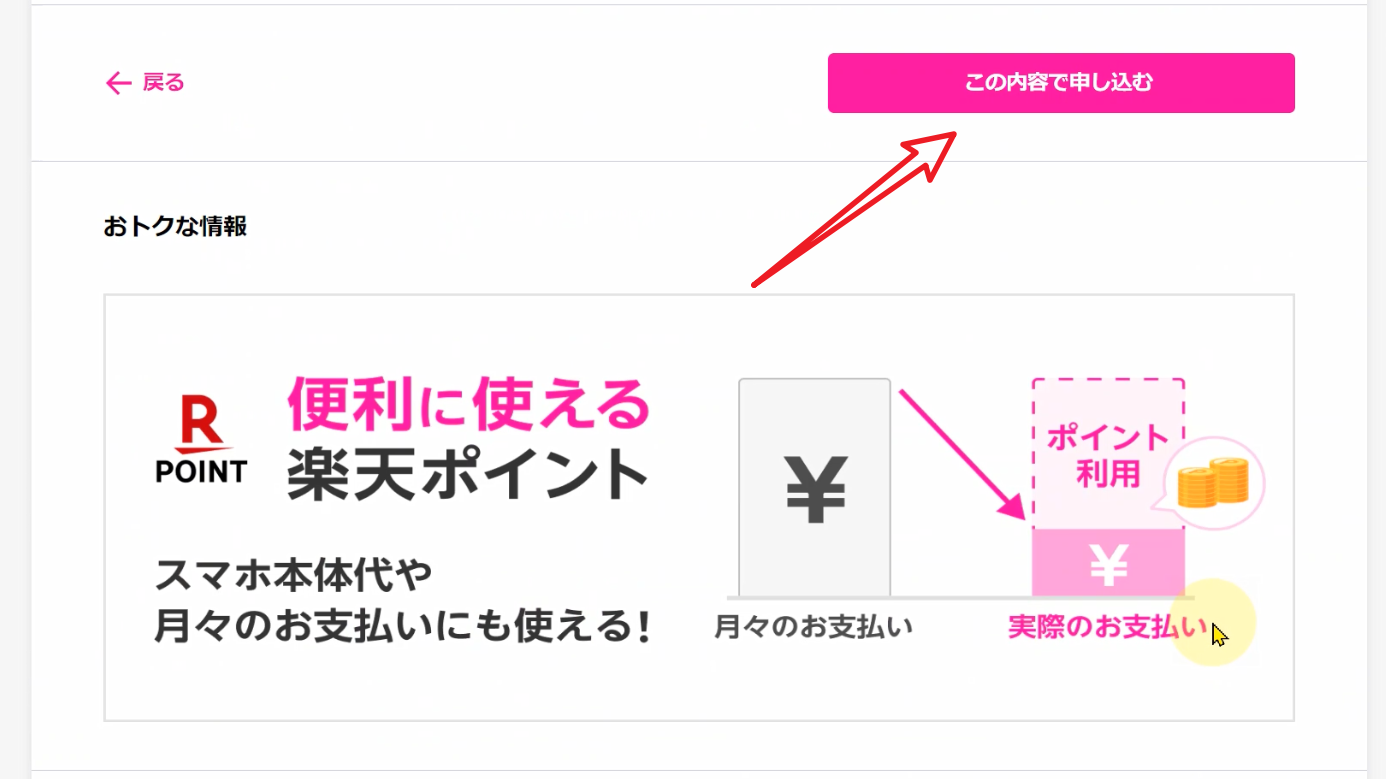 戻る
この内容で申し込む
おトクな情報
R
POINT
便利に使える
楽天ポイント
スマホ本体代や
月々のお支払いにも使える!
¥
月々のお支払い
ポイント
利用
¥
実際のお支払い